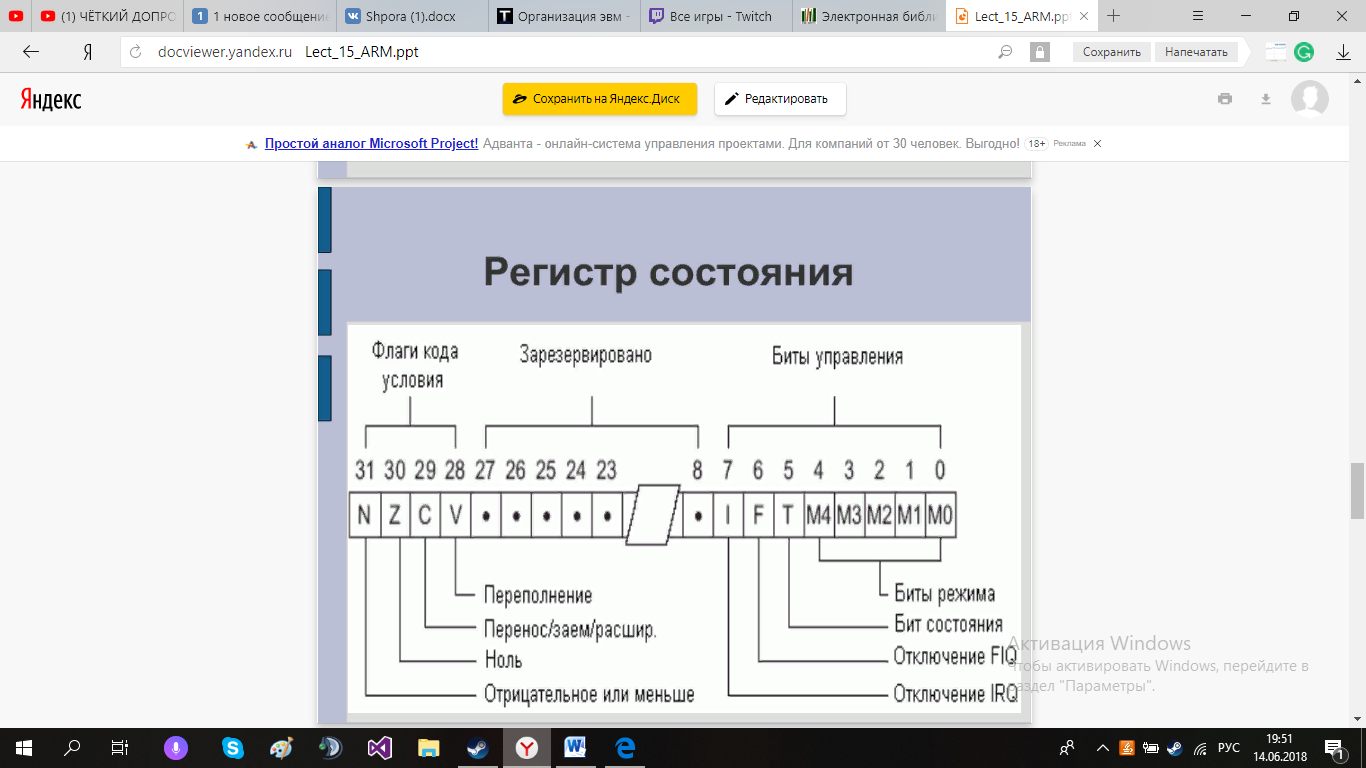 (1) ЧЁТКИЙ ДОПРО
1 новое сообщение
Shpora (1).docx
Организация эвм -
Все игры - Twitch
Электронная библи
Lect_15_ARM.ppt
Я
docviewer.yandex.ru Lect_15_ARM.ppt
Сохранить
Напечатать
Яндекс
Сохранить на Яндекс.Диск
Редактировать
Простой аналог Microsoft Project! Адванта - онлайн-система управления проектами. Для компаний от 30 человек. Выгодно! 18+ Реклама
Регистр состояния
Флаги кода
условия
Зарезервировано
Биты управления
31 30 29 28 27 26 25 24 23 8 7 6 5 4 3 2 1 0
N Z C V • • • • • • I F T M4 M3 M2 M1 M0
Переполнение
Перенос/заем/расшир.
Ноль
Отрицательное или меньше
Биты режима
Бит состояния
Отключение FIQ
Отключение IRQ
Активация Windows
Чтобы активировать Windows, перейдите в
раздел "Параметры".
РУС
19:51
14.06.2018
1